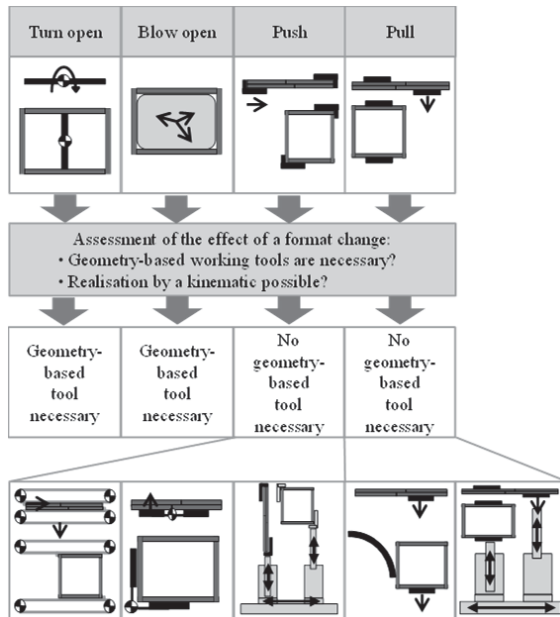 Turn open
Blow open
Push
Pull
Assessment of the effect of a format change:
• Geometry-based working tools are necessary?
• Realisation by a kinematic possible?
Geometry-
based
tool
necessary
Geometry-
based
tool
necessary
No
geometry-
based
tool
necessary
No
geometry-
based
tool
necessary